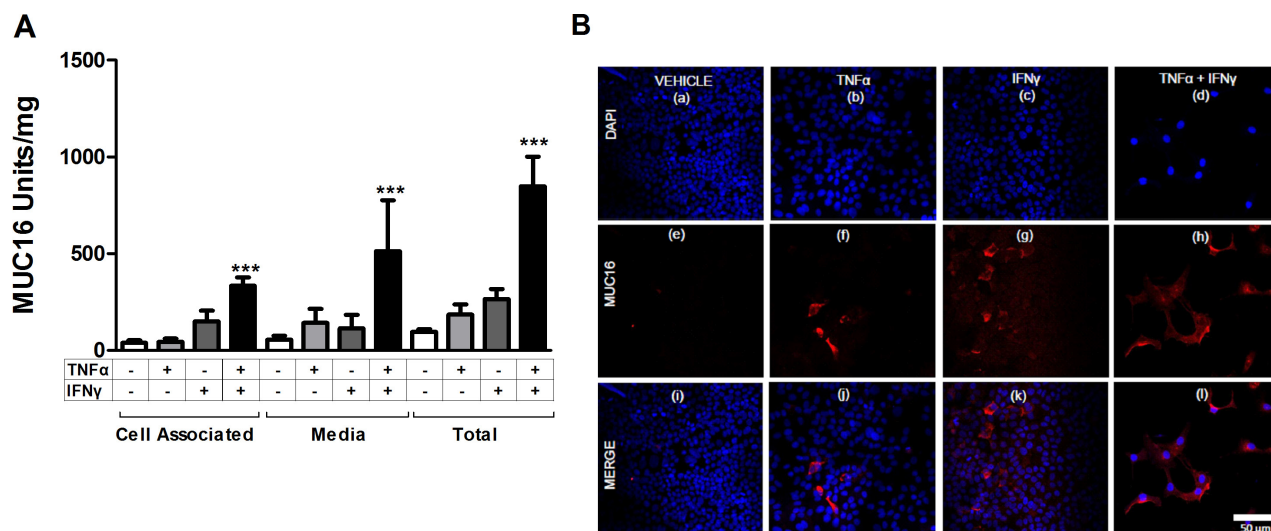 A
MUC16 Units/mg
1500
1000
500
0
***
***
***
TNFα - + - + - + - + - + - +
IFNγ - - + + - - + + - - + +
Cell Associated Media Total
B
VEHICLE TNFα IFNγ TNFα + IFNγ
(a) (b) (c) (d)
DAPI
(e) (f) (g) (h)
MUC16
(i) (j) (k) (l)
MERGE
50 µm